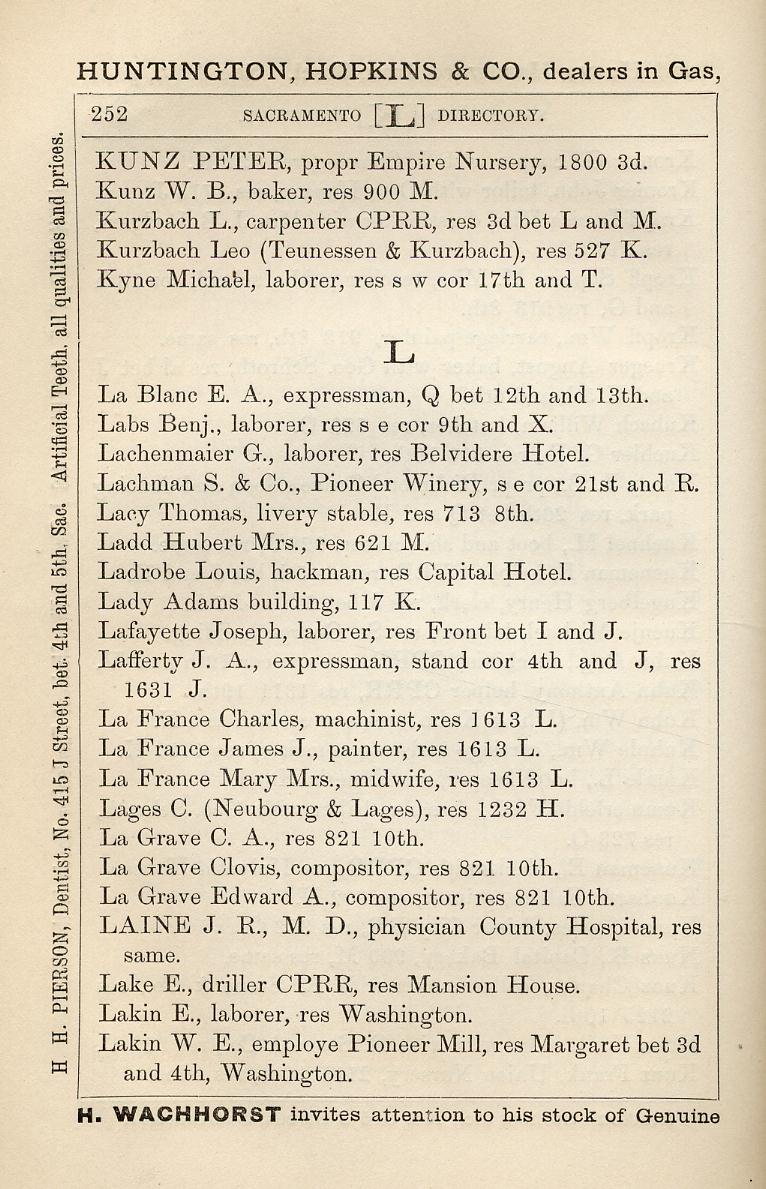 HUNTINGTON, HOPKINS & CO., dealers in Gas,
252 SACRAMENTO [L] DIRECTORY.
KUNZ PETER, propr Empire Nursery, 1800 3d.
Kunz W. B., baker, res 900 M.
Kurzbach L., carpenter CPRR, res 3d bet L and M.
Kurzbach Leo (Teunessen & Kurzbach), res 527 K.
Kyne Michael, laborer, res s w cor 17th and T.
L
La Blanc E. A., expressman, Q bet 12th and 13th.
Labs Benj., laborer, res s e cor 9th and X.
Lachenmaier G., laborer, res Belvidere Hotel.
Lachman S. & Co., Pioneer Winery, s e cor 21st and R.
Lacy Thomas, livery stable, res 713 8th.
Ladd Hubert Mrs., res 621 M.
Ladrobe Louis, hackman, res Capital Hotel.
Lady Adams building, 117 K.
Lafayette Joseph, laborer, res Front bet I and J.
Lafferty J. A., expressman, stand cor 4th and J, res
1631 J.
La France Charles, machinist, res 1613 L.
La France James J., painter, res 1613 L.
La France Mary Mrs., midwife, res 1613 L.
Lages C. (Neubourg & Lages), res 1232 H.
La Grave C. A., res 821 10th.
La Grave Clovis, compositor, res 821 10th.
La Grave Edward A., compositor, res 821 10th.
LAINE J. R., M. D., physician County Hospital, res
same.
Lake E., driller CPRR, res Mansion House.
Lakin E., laborer, res Washington.
Lakin W. E., employe Pioneer Mill, res Margaret bet 3d
and 4th, Washington.
H. WACHHORST invites attention to his stock of Genuine
H H. PIERSON, Dentist, No. 415 J Street, bet. 4th and 5th, Sac. Artificial Teeth, all qualities and prices.